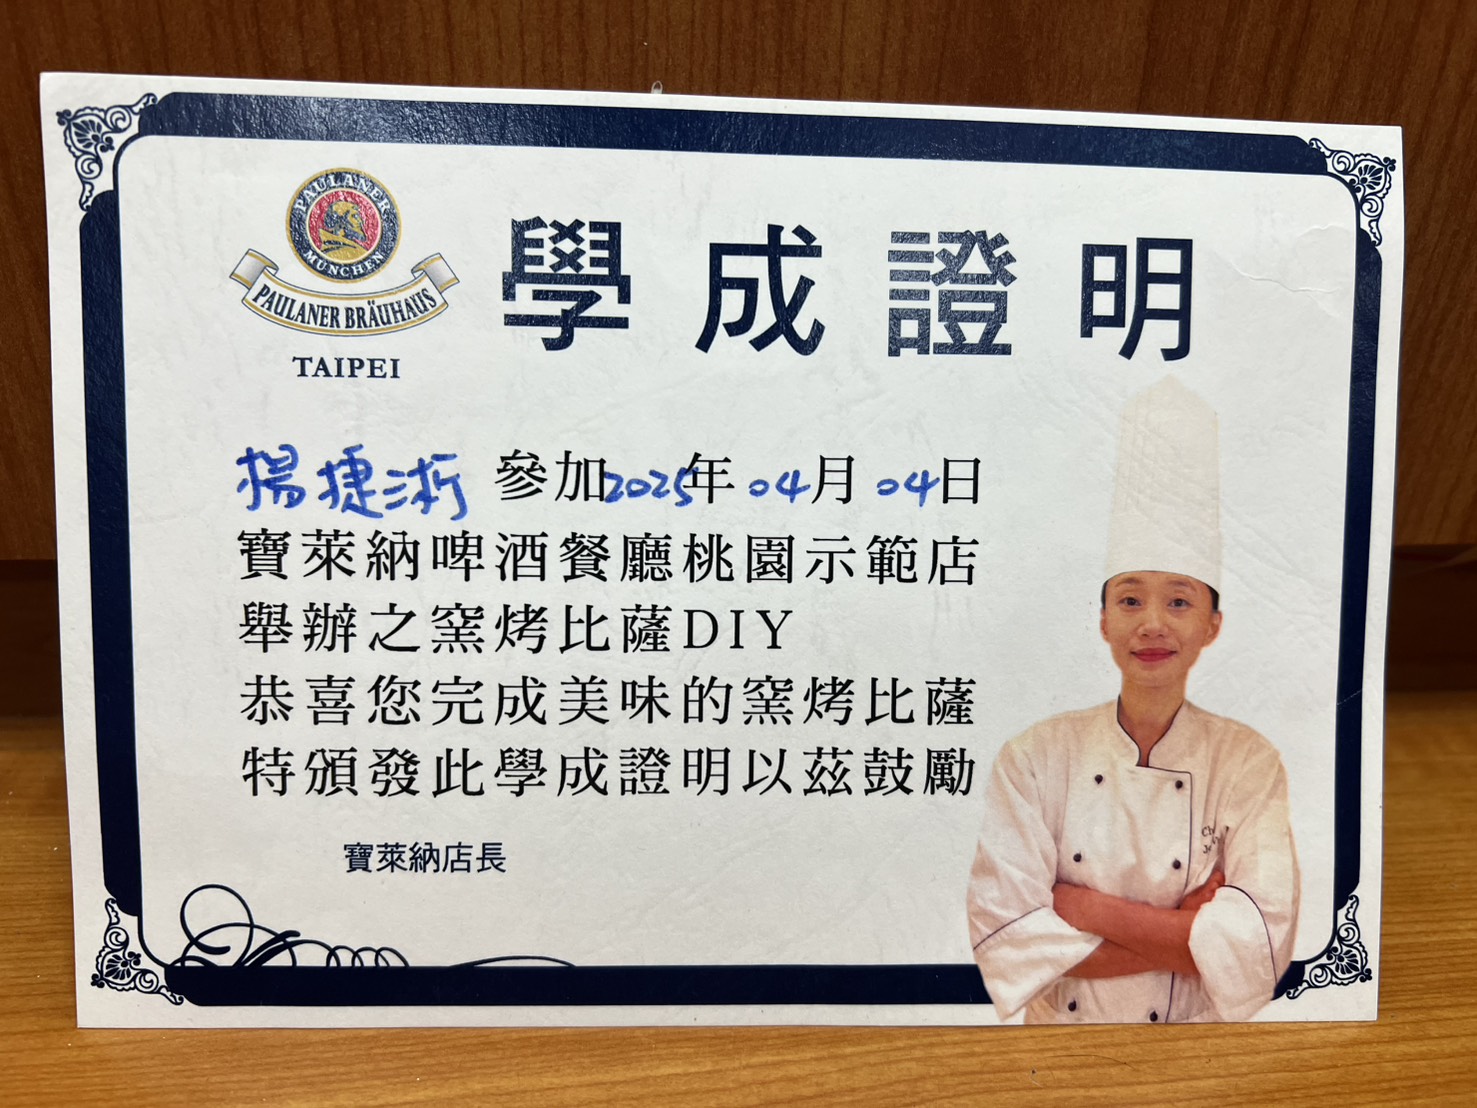 PAULANER
MÜNCHEN
PAULANER BRÄUHAUS
TAIPEI
學成證明
楊捷淅 參加2025年04月04日
寶萊納啤酒餐廳桃園示範店
舉辦之窯烤比薩DIY
恭喜您完成美味的窯烤比薩
特頒發此學成證明以茲鼓勵
寶萊納店長